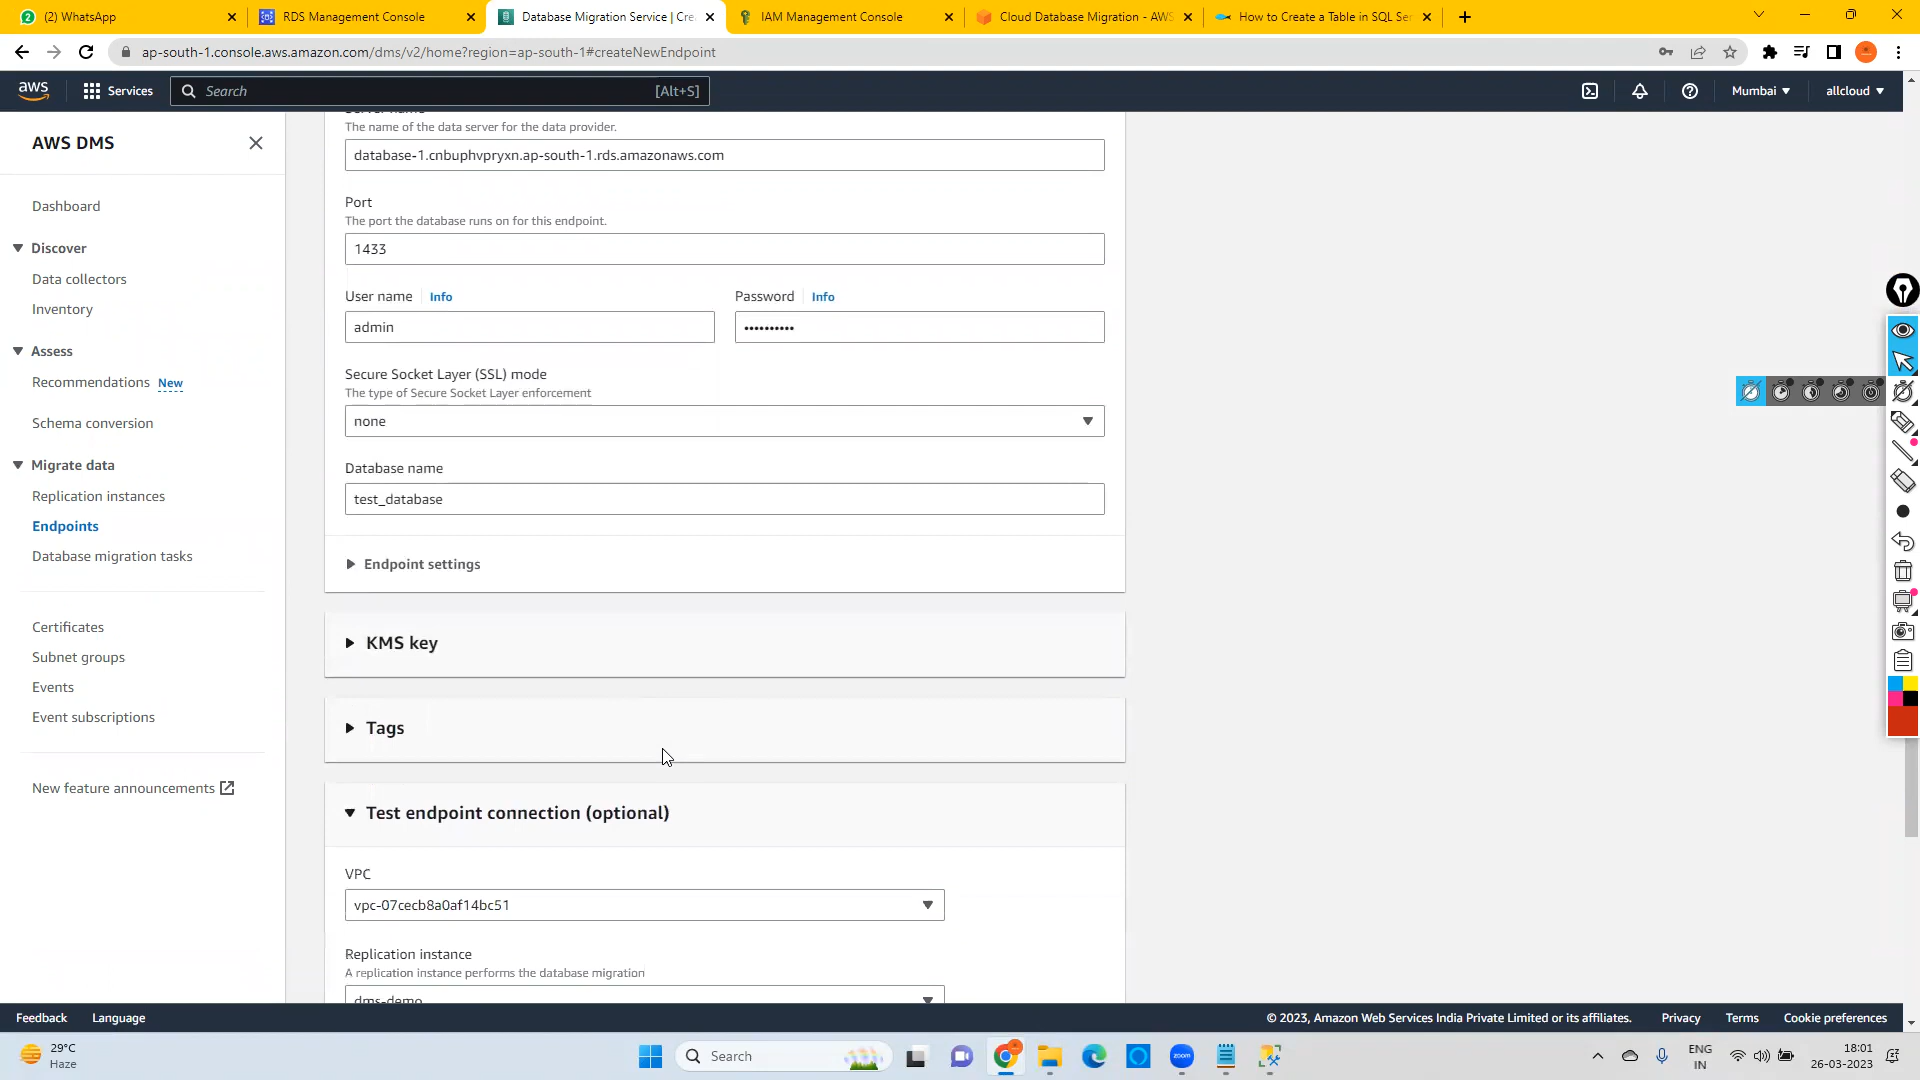 (2) WhatsApp
RDS Management Console
Database Migration Service | Cre
IAM Management Console
Cloud Database Migration - AWS
How to Create a Table in SQL Ser
ap-south-1.console.aws.amazon.com/dms/v2/home?region=ap-south-1#createNewEndpoint
aws
Services
Search
[Alt+S]
Mumbai
allcloud
AWS DMS
Dashboard
Discover
Data collectors
Inventory
Assess
Recommendations New
Schema conversion
Migrate data
Replication instances
Endpoints
Database migration tasks
Certificates
Subnet groups
Events
Event subscriptions
New feature announcements
Server name
The name of the data server for the data provider.
database-1.cnbuphvpryxn.ap-south-1.rds.amazonaws.com
Port
The port the database runs on for this endpoint.
1433
User name Info
Password Info
admin
••••••••••
Secure Socket Layer (SSL) mode
The type of Secure Socket Layer enforcement
none
Database name
test_database
Endpoint settings
KMS key
Tags
Test endpoint connection (optional)
VPC
vpc-07cecb8a0af14bc51
Replication instance
A replication instance performs the database migration
dms-demo
Feedback
Language
© 2023, Amazon Web Services India Private Limited or its affiliates.
Privacy
Terms
Cookie preferences
29°C
Haze
Search
zoom
ENG
IN
18:01
26-03-2023